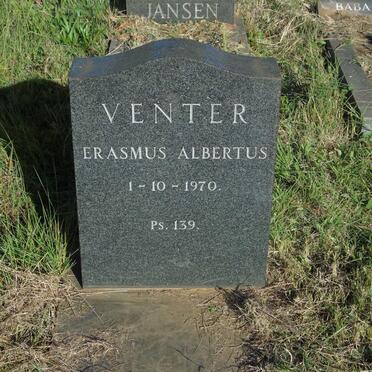 JANSEN
BABA
VENTER
ERASMUS ALBERTUS
1-10-1970.
Ps. 139.